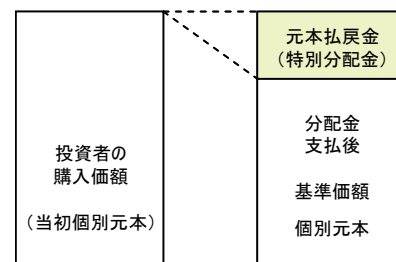 投資者の
購入価額
（当初個別元本）
元本払戻金
（特別分配金）
分配金
支払後
基準価額
個別元本